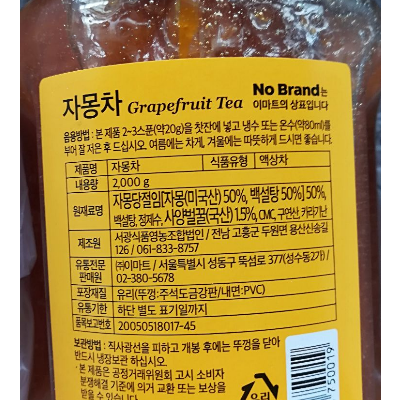 자몽차 Grapefruit Tea
No Brand는
이마트의 상표입니다
음용방법 : 본 제품 2~3스푼(약20g)을 찻잔에 넣고 냉수 또는 온수(약80ml)를
부어 잘 저은 후 드십시오. 여름에는 차게, 겨울에는 따뜻하게 드시면 좋습니다.
제품명 자몽차 식품유형 액상차
내용량 2,000 g
원재료명 자몽당절임[자몽(미국산) 50%, 백설탕 50%] 50%,
백설탕, 정제수, 사양벌꿀(국산) 1.5%, CMC, 구연산, 카라기난
제조원 서광식품영농조합법인 / 전남 고흥군 두원면 용산신송길
126 / 061-833-8757
유통전문
판매원 ㈜이마트 / 서울특별시 성동구 뚝섬로 377(성수2가) /
02-380-5678
포장재질 유리(뚜껑:주석도금강판/내면:PVC)
유통기한 하단 별도 표기일까지
품목보고번호 20050518017-45
보관방법 : 직사광선을 피하고 개봉 후에는 뚜껑을 닫아
반드시 냉장보관 하십시오.
· 본 제품은 공정거래위원회 고시 소비자
분쟁해결 기준에 의거 교환 또는 보상을
받을 수 있습니다.
유리
750019